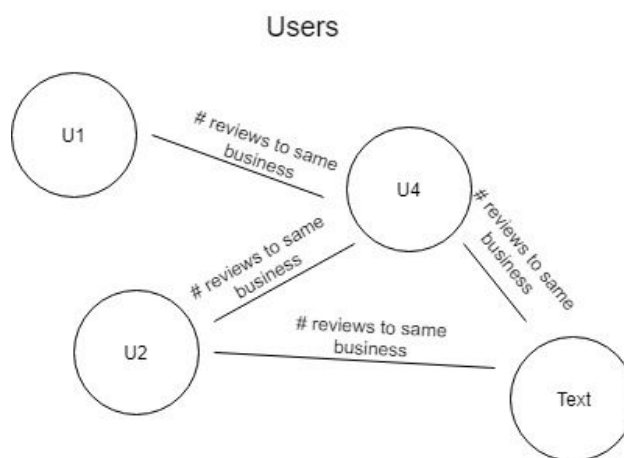 Users
U1
# reviews to same
business
U4
# reviews to same
business
# reviews to same
business
U2
# reviews to same
business
Text